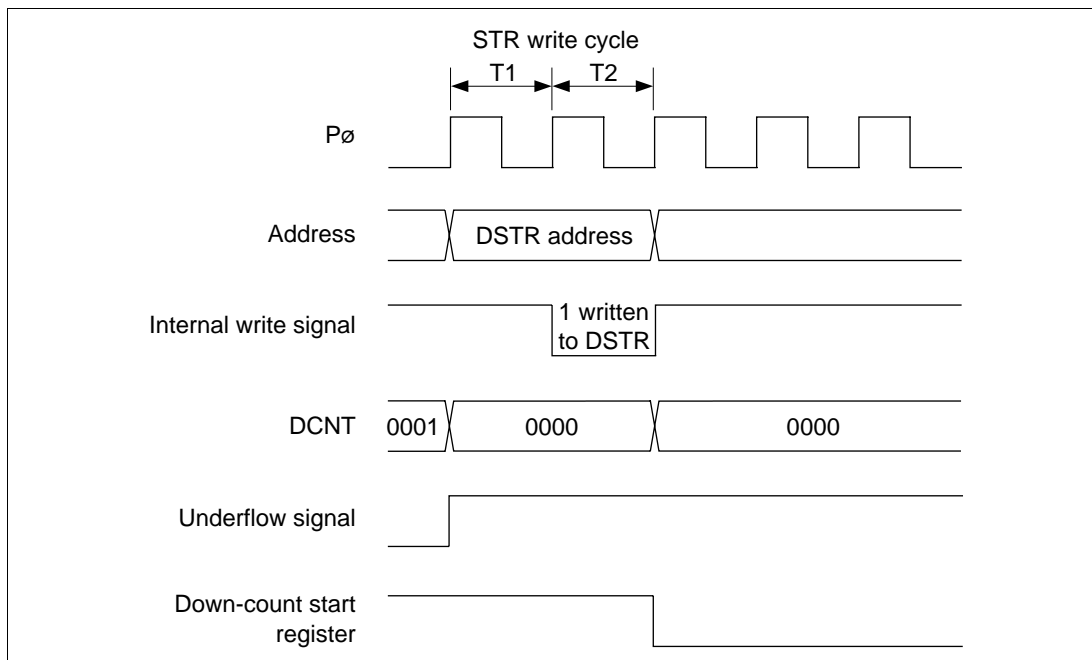 STR write cycle
T1 T2
Pø
Address
DSTR address
Internal write signal
1 written
to DSTR
DCNT
0001 0000 0000
Underflow signal
Down-count start
register